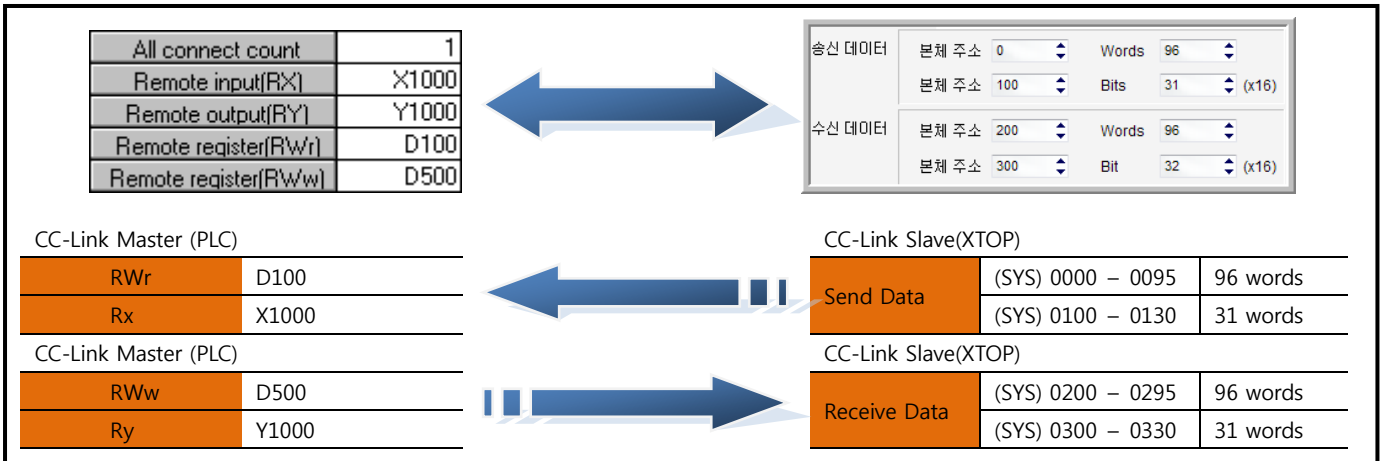 All connect count 1
Remote input(RX) X1000
Remote output(RY) Y1000
Remote register(RWr) D100
Remote register(RWw) D500
송신 데이터 본체 주소 0 Words 96
본체 주소 100 Bits 31 (x16)
수신 데이터 본체 주소 200 Words 96
본체 주소 300 Bit 32 (x16)
CC-Link Master (PLC)
RWr D100
Rx X1000
CC-Link Slave(XTOP)
Send Data (SYS) 0000 – 0095 96 words
(SYS) 0100 – 0130 31 words
CC-Link Master (PLC)
RWw D500
Ry Y1000
CC-Link Slave(XTOP)
Receive Data (SYS) 0200 – 0295 96 words
(SYS) 0300 – 0330 31 words